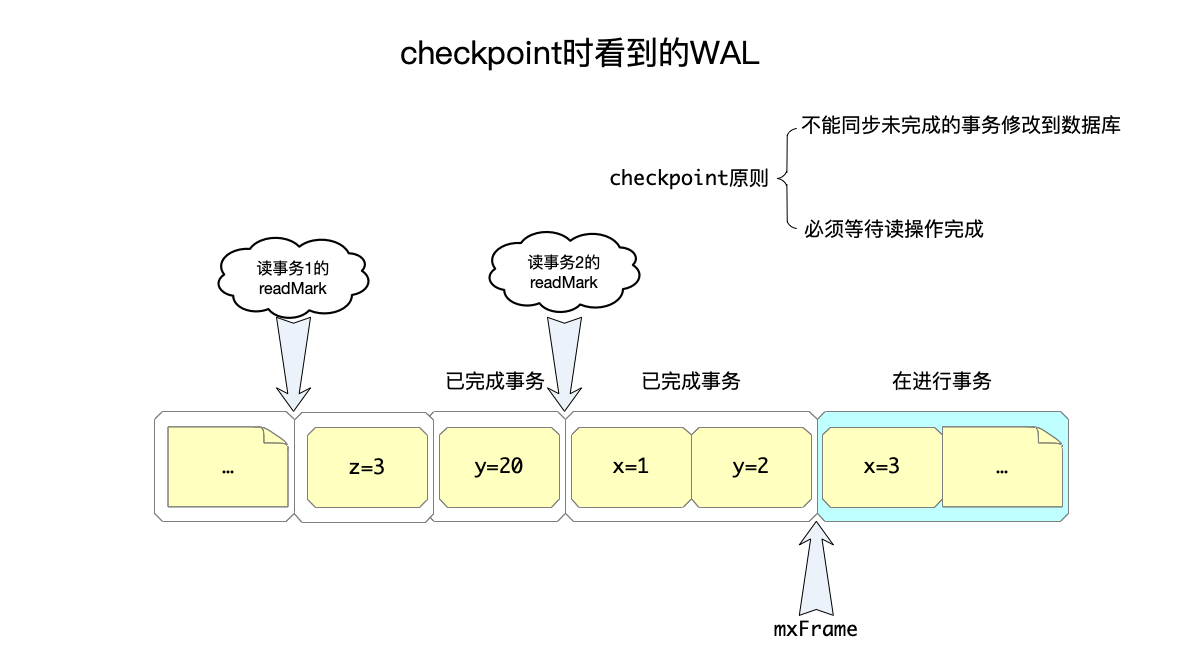 checkpoint时看到的WAL
不能同步未完成的事务修改到数据库
checkpoint原则
必须等待读操作完成
读事务1的
readMark
读事务2的
readMark
已完成事务
已完成事务
在进行事务
...
z=3
y=20
x=1
y=2
x=3
...
mxFrame